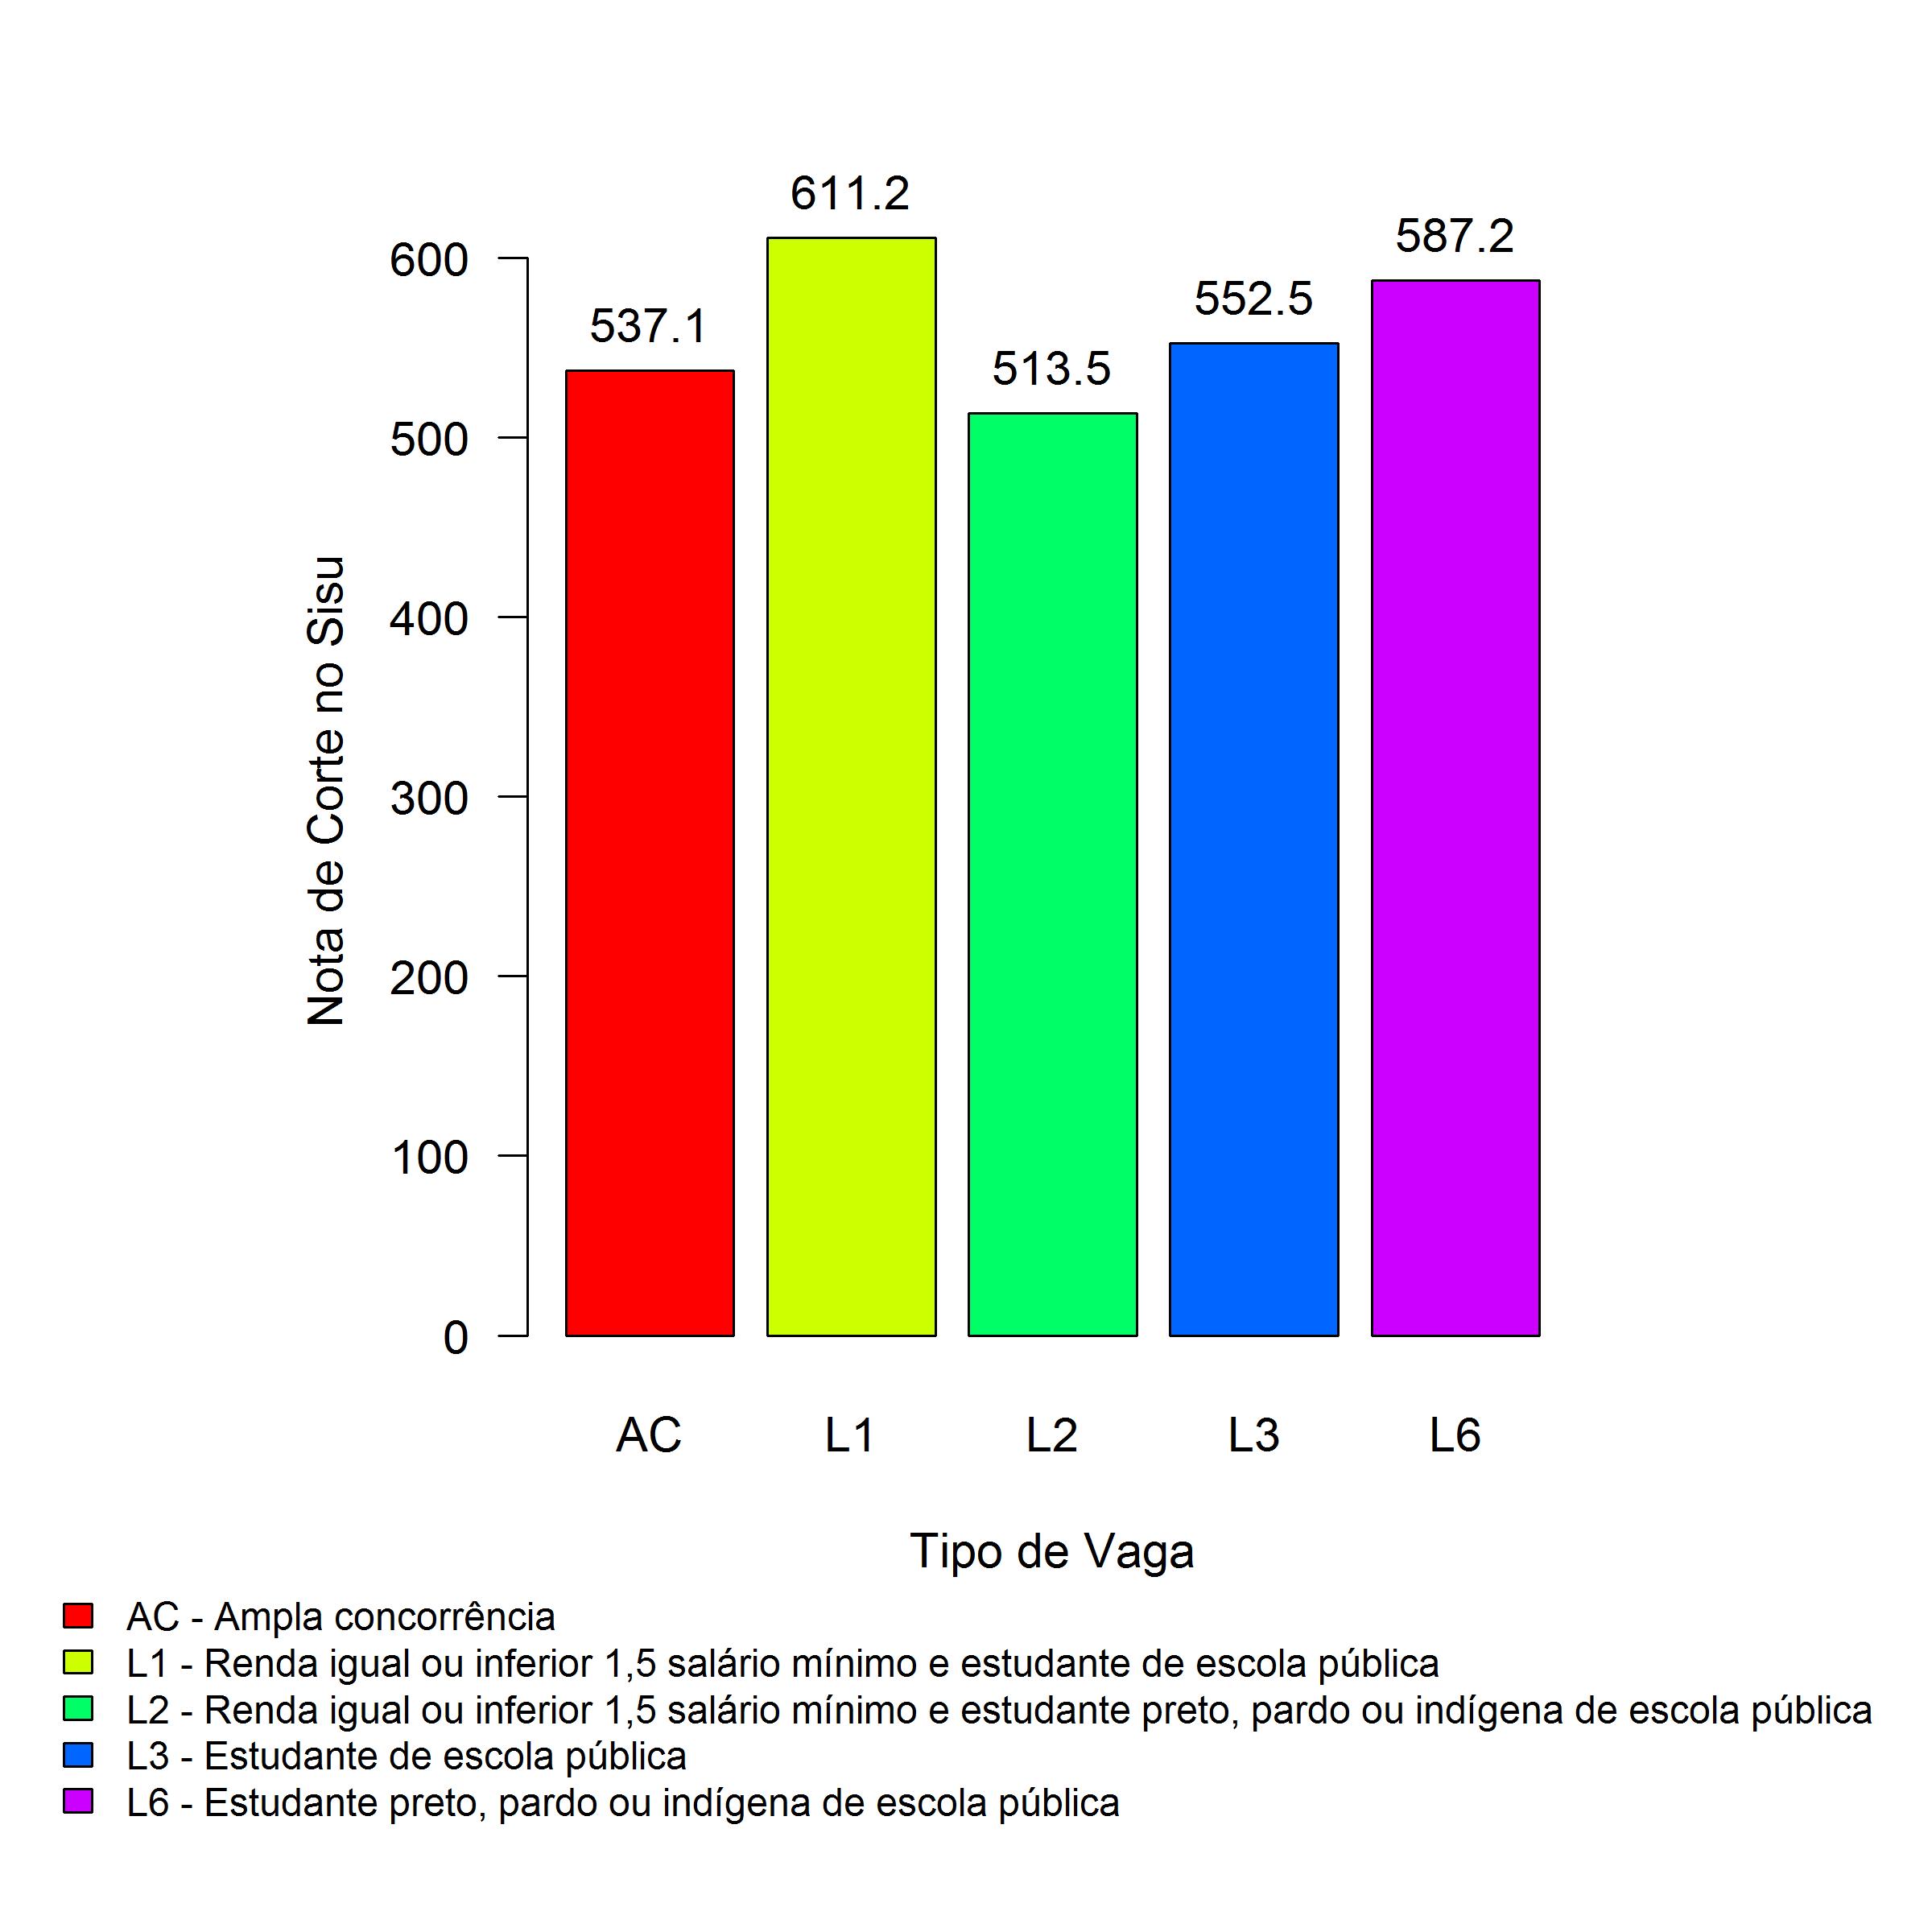 611.2
587.2
552.5
537.1
513.5
600
500
400
300
200
100
0
Nota de Corte no Sisu
AC L1 L2 L3 L6
Tipo de Vaga
AC - Ampla concorrência
L1 - Renda igual ou inferior 1,5 salário mínimo e estudante de escola pública
L2 - Renda igual ou inferior 1,5 salário mínimo e estudante preto, pardo ou indígena de escola pública
L3 - Estudante de escola pública
L6 - Estudante preto, pardo ou indígena de escola pública